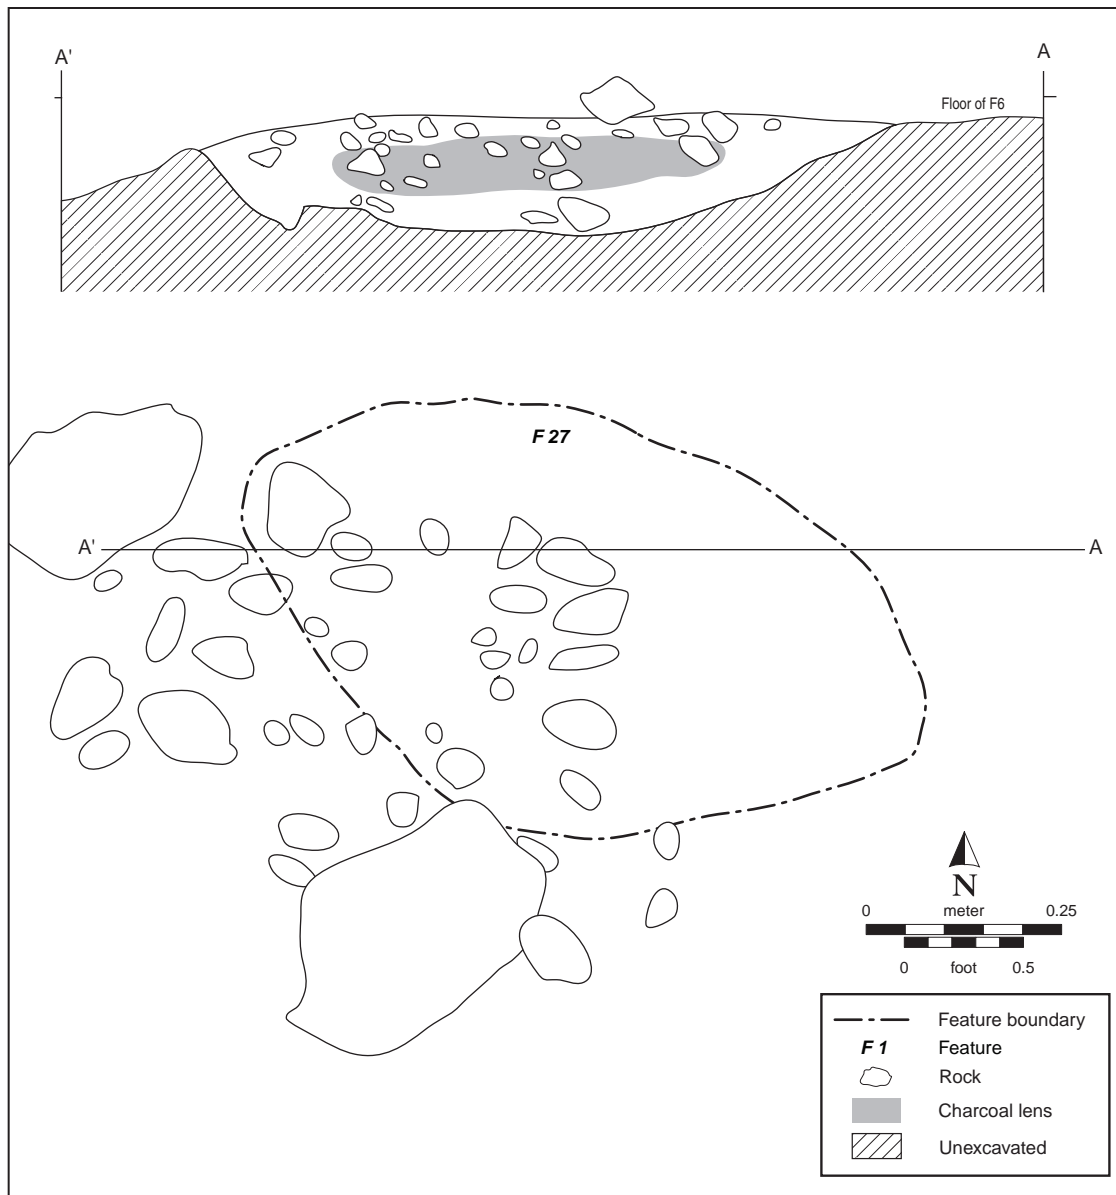 A' A
Floor of F6
F 27
A' A
N
0 meter 0.25
0 foot 0.5
Feature boundary
F 1 Feature
Rock
Charcoal lens
Unexcavated